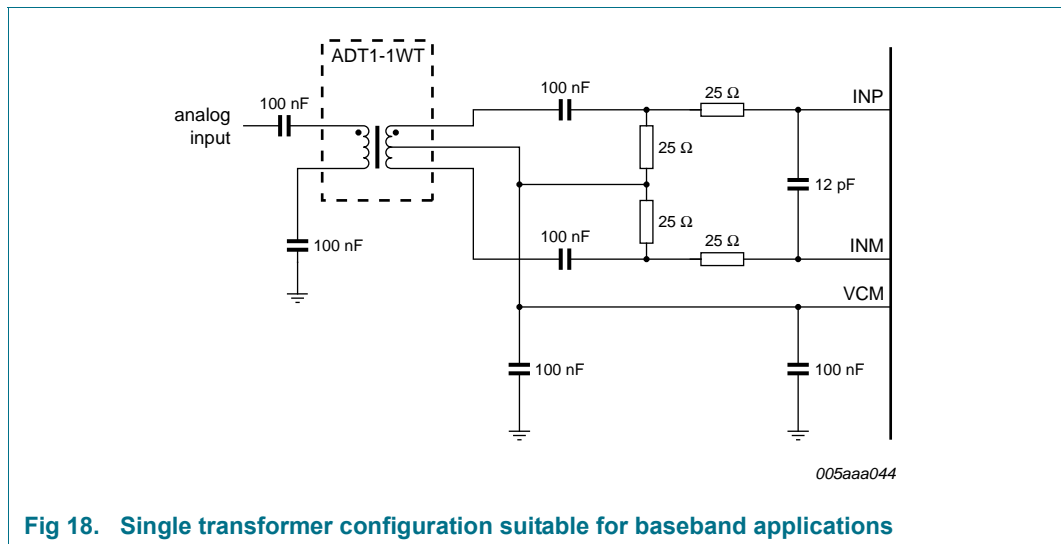 ADT1-1WT
100 nF
25 Ω
INP
100 nF
analog
input
25 Ω
12 pF
25 Ω
100 nF
25 Ω
INM
100 nF
VCM
100 nF
100 nF
005aaa044
Fig 18. Single transformer configuration suitable for baseband applications